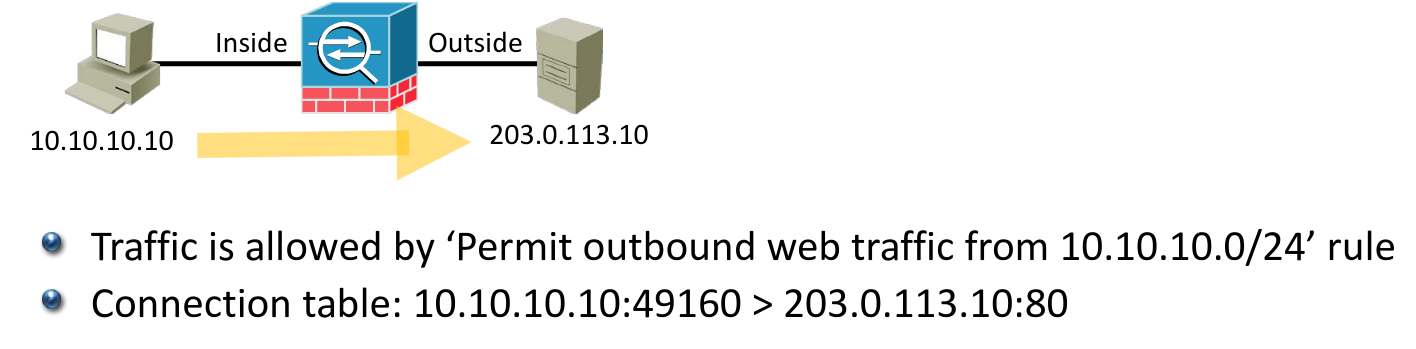 Inside
Outside
10.10.10.10
203.0.113.10
Traffic is allowed by ‘Permit outbound web traffic from 10.10.10.0/24’ rule
Connection table: 10.10.10.10:49160 > 203.0.113.10:80